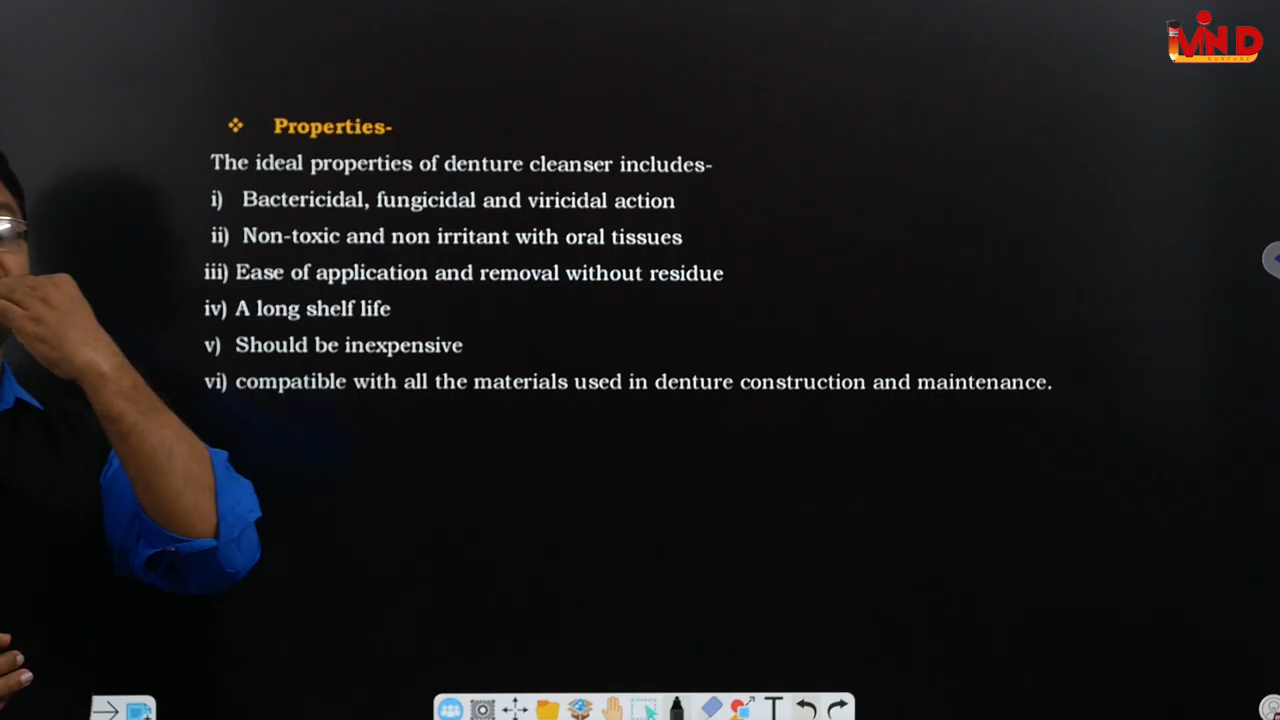 MIND
NURTURE
❖ Properties-
The ideal properties of denture cleanser includes-
i) Bactericidal, fungicidal and viricidal action
ii) Non-toxic and non irritant with oral tissues
iii) Ease of application and removal without residue
iv) A long shelf life
v) Should be inexpensive
vi) compatible with all the materials used in denture construction and maintenance.
T